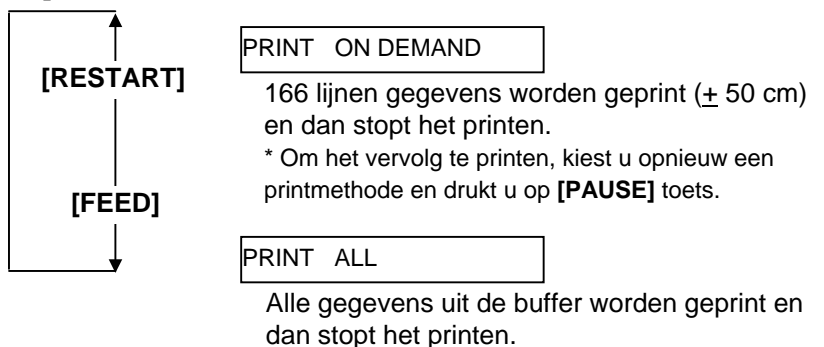 PRINT ON DEMAND
[RESTART]
166 lijnen gegevens worden geprint (+ 50 cm)
en dan stopt het printen.
* Om het vervolg te printen, kiest u opnieuw een
printmethode en drukt u op [PAUSE] toets.
[FEED]
PRINT ALL
Alle gegevens uit de buffer worden geprint en
dan stopt het printen.